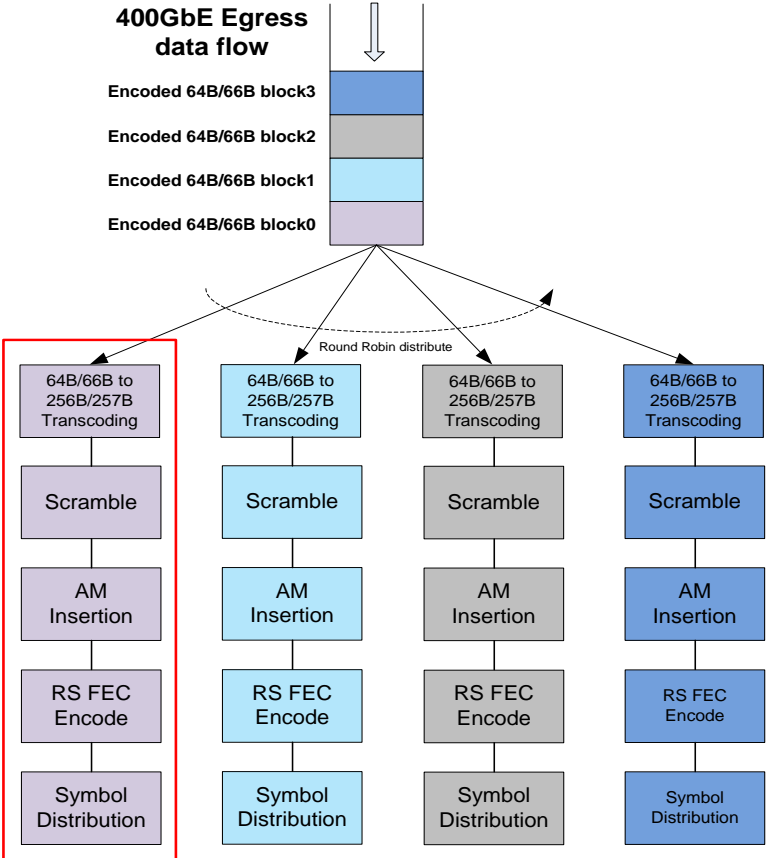 400GbE Egress
data flow
Encoded 64B/66B block3
Encoded 64B/66B block2
Encoded 64B/66B block1
Encoded 64B/66B block0
Round Robin distribute
64B/66B to
256B/257B
Transcoding
Scramble
AM
Insertion
RS FEC
Encode
Symbol
Distribution
64B/66B to
256B/257B
Transcoding
Scramble
AM
Insertion
RS FEC
Encode
Symbol
Distribution
64B/66B to
256B/257B
Transcoding
Scramble
AM
Insertion
RS FEC
Encode
Symbol
Distribution
64B/66B to
256B/257B
Transcoding
Scramble
AM
Insertion
RS FEC
Encode
Symbol
Distribution